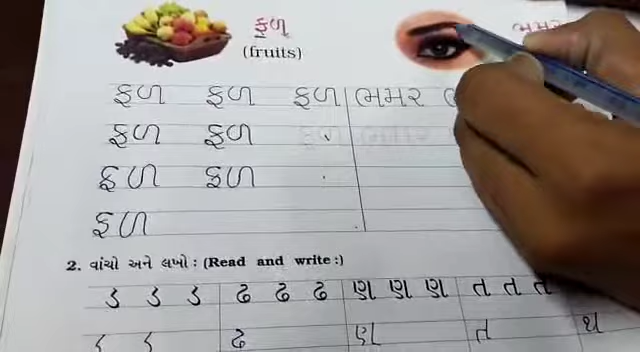 ફળ ભમર
(fruits)
ફળ ફળ ફળ ભમર
ફળ ફળ
ફળ ફળ
ફળ
2. વાંચો અને લખો : (Read and write :)
ડ ડ ડ ઢ ઢ ઢ ણ ણ ણ ત ત ત
ડ ડ ઢ ણ ત થ